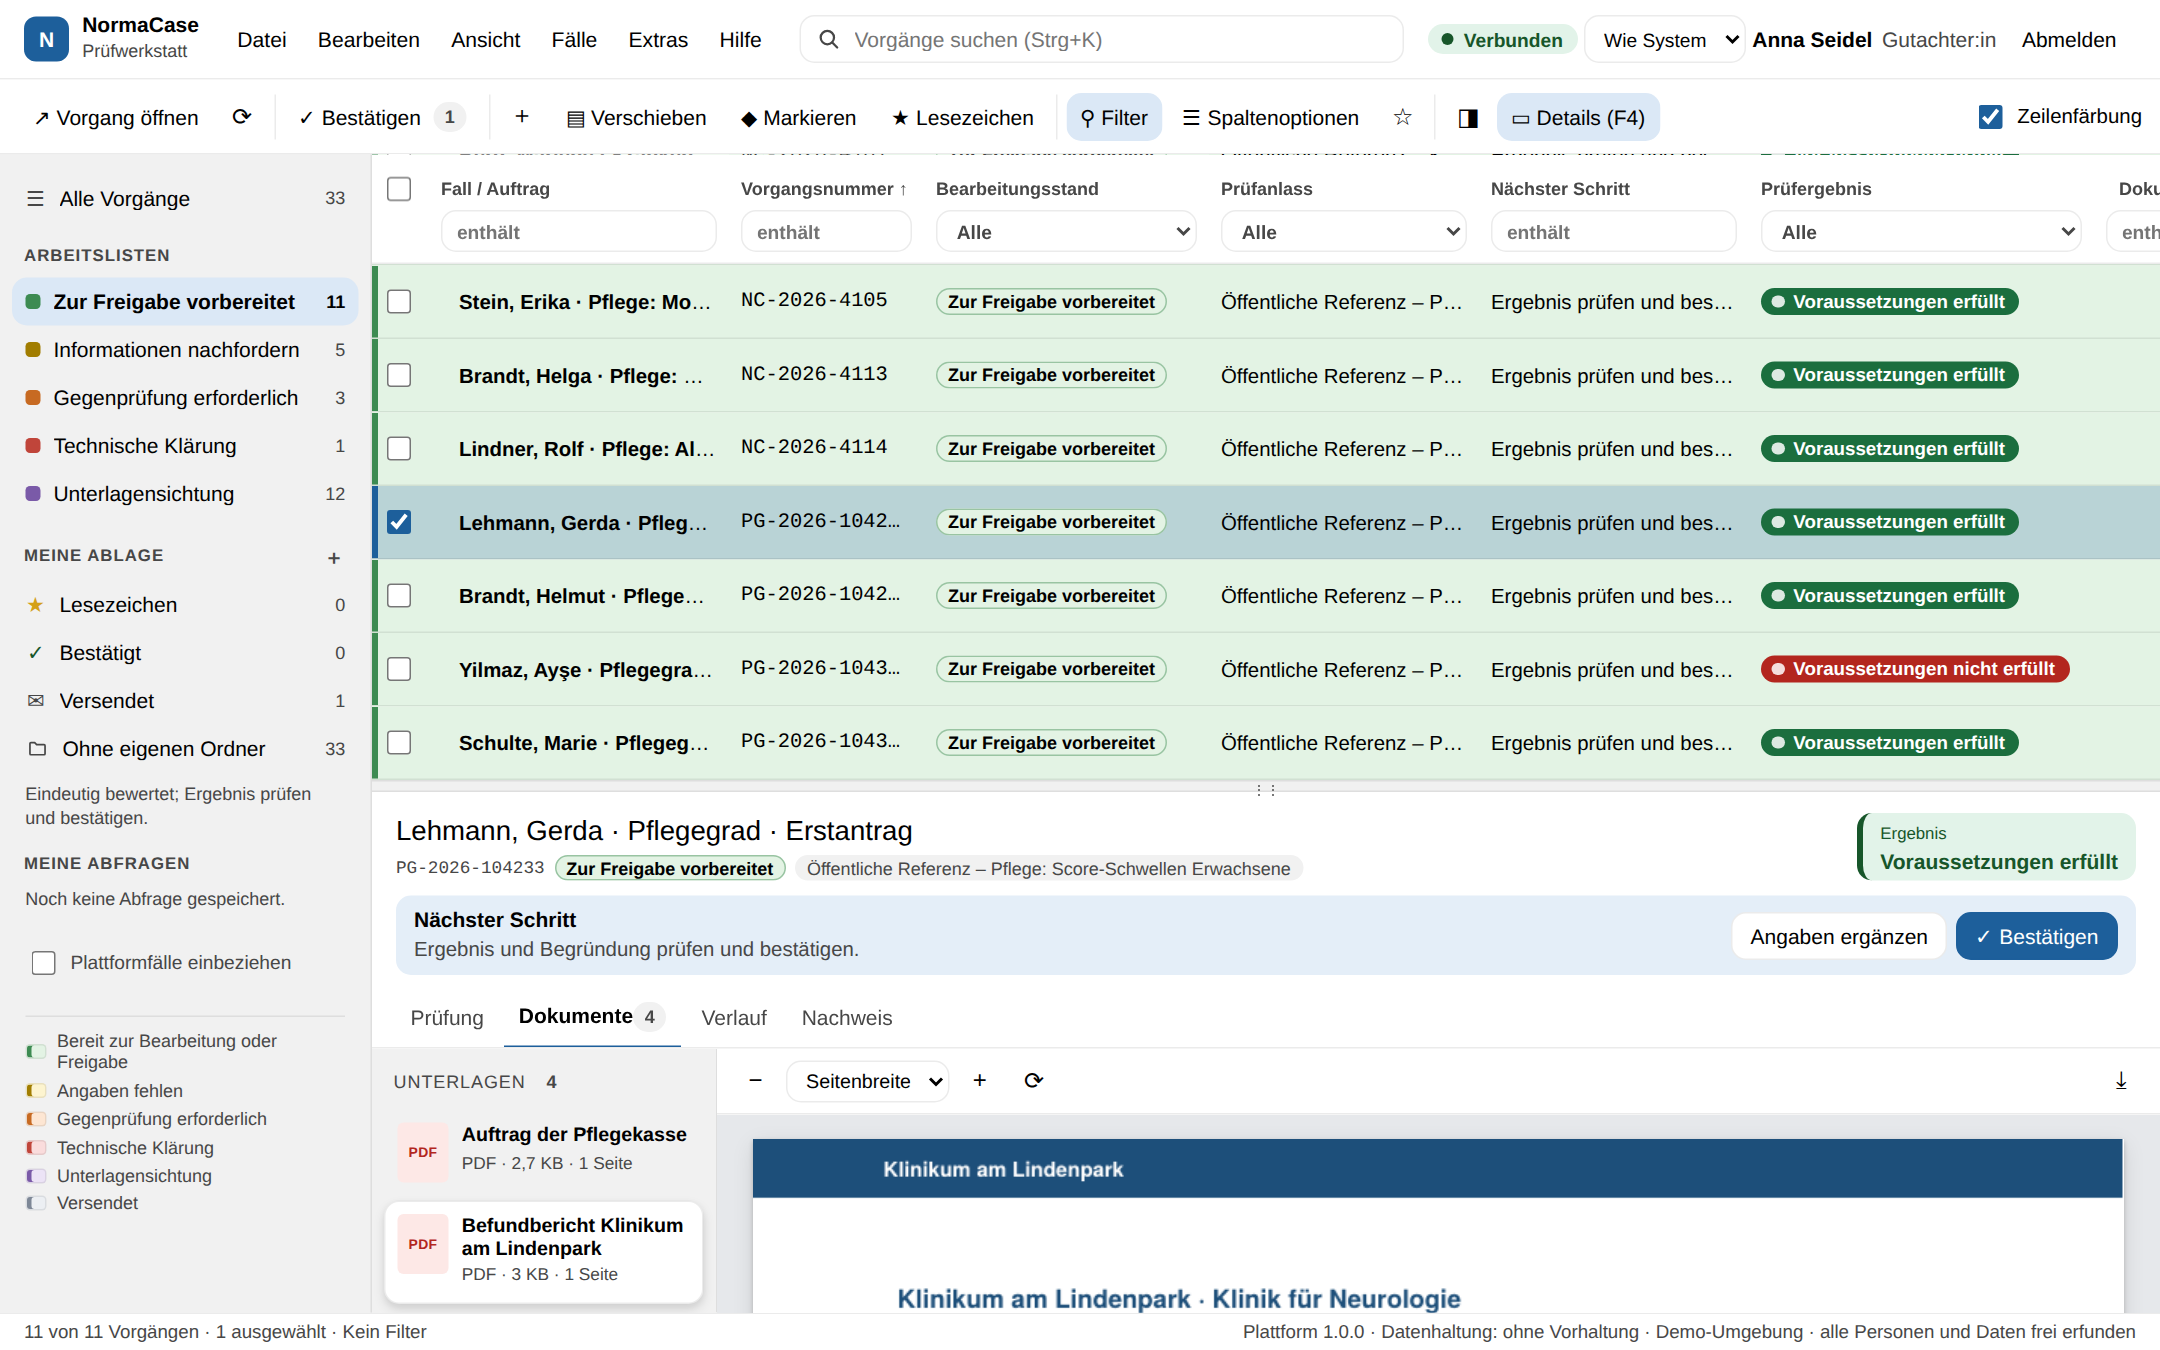 N NormaCase
Prüfwerkstatt
Datei Bearbeiten Ansicht Fälle Extras Hilfe
Vorgänge suchen (Strg+K)
Verbunden
Wie System
Anna Seidel Gutachter:in Abmelden
↗ Vorgang öffnen ⟳ ✓ Bestätigen 1 + ▤ Verschieben ◆ Markieren ★ Lesezeichen ⚲ Filter ☰ Spaltenoptionen ☆ ◨ ▭ Details (F4) Zeilenfärbung
☰ Alle Vorgänge 33
ARBEITSLISTEN
Zur Freigabe vorbereitet 11
Informationen nachfordern 5
Gegenprüfung erforderlich 3
Technische Klärung 1
Unterlagensichtung 12
MEINE ABLAGE +
★ Lesezeichen 0
✓ Bestätigt 0
✉ Versendet 1
Ohne eigenen Ordner 33
Eindeutig bewertet; Ergebnis prüfen
und bestätigen.
MEINE ABFRAGEN
Noch keine Abfrage gespeichert.
Plattformfälle einbeziehen
Bereit zur Bearbeitung oder
Freigabe
Angaben fehlen
Gegenprüfung erforderlich
Technische Klärung
Unterlagensichtung
Versendet
Fall / Auftrag Vorgangsnummer ↑ Bearbeitungsstand Prüfanlass Nächster Schritt Prüfergebnis Doku
enthält enthält Alle Alle enthält Alle enth
Stein, Erika · Pflege: Mo… NC-2026-4105 Zur Freigabe vorbereitet Öffentliche Referenz – P… Ergebnis prüfen und bes… Voraussetzungen erfüllt
Brandt, Helga · Pflege: … NC-2026-4113 Zur Freigabe vorbereitet Öffentliche Referenz – P… Ergebnis prüfen und bes… Voraussetzungen erfüllt
Lindner, Rolf · Pflege: Al… NC-2026-4114 Zur Freigabe vorbereitet Öffentliche Referenz – P… Ergebnis prüfen und bes… Voraussetzungen erfüllt
Lehmann, Gerda · Pfleg… PG-2026-1042… Zur Freigabe vorbereitet Öffentliche Referenz – P… Ergebnis prüfen und bes… Voraussetzungen erfüllt
Brandt, Helmut · Pflege… PG-2026-1042… Zur Freigabe vorbereitet Öffentliche Referenz – P… Ergebnis prüfen und bes… Voraussetzungen erfüllt
Yilmaz, Ayşe · Pflegegra… PG-2026-1043… Zur Freigabe vorbereitet Öffentliche Referenz – P… Ergebnis prüfen und bes… Voraussetzungen nicht erfüllt
Schulte, Marie · Pflegeg… PG-2026-1043… Zur Freigabe vorbereitet Öffentliche Referenz – P… Ergebnis prüfen und bes… Voraussetzungen erfüllt
Lehmann, Gerda · Pflegegrad · Erstantrag
PG-2026-104233 Zur Freigabe vorbereitet Öffentliche Referenz – Pflege: Score-Schwellen Erwachsene
Ergebnis
Voraussetzungen erfüllt
Nächster Schritt
Ergebnis und Begründung prüfen und bestätigen.
Angaben ergänzen ✓ Bestätigen
Prüfung Dokumente 4 Verlauf Nachweis
UNTERLAGEN 4
PDF Auftrag der Pflegekasse
PDF · 2,7 KB · 1 Seite
PDF Befundbericht Klinikum
am Lindenpark
PDF · 3 KB · 1 Seite
− Seitenbreite + ⟳ ⤓
Klinikum am Lindenpark
Klinikum am Lindenpark · Klinik für Neurologie
11 von 11 Vorgängen · 1 ausgewählt · Kein Filter
Plattform 1.0.0 · Datenhaltung: ohne Vorhaltung · Demo-Umgebung · alle Personen und Daten frei erfunden